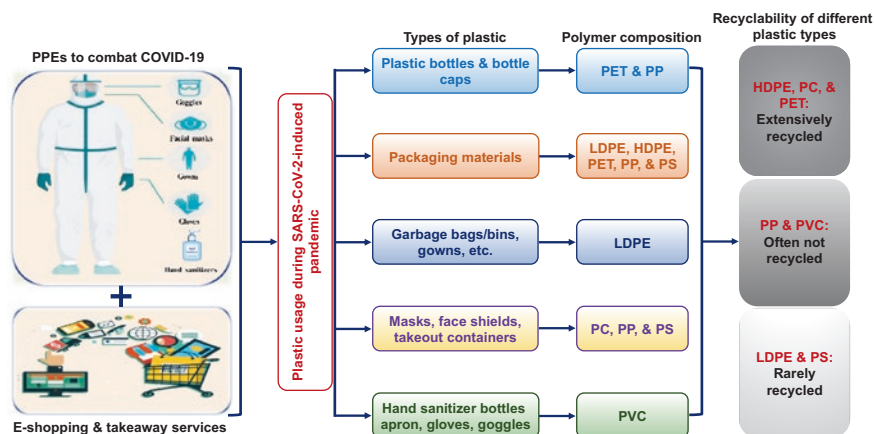 PPEs to combat COVID-19
Goggles
Facial masks
Gowns
Gloves
Hand sanitizers
+
E-shopping & takeaway services
Plastic usage during SARS-CoV-2-induced
pandemic
Types of plastic
Plastic bottles & bottle
caps
Packaging materials
Garbage bags/bins,
gowns, etc.
Masks, face shields,
takeout containers
Hand sanitizer bottles
apron, gloves, goggles
Polymer composition
PET & PP
LDPE, HDPE,
PET, PP, & PS
LDPE
PC, PP, & PS
PVC
Recyclability of different
plastic types
HDPE, PC, &
PET:
Extensively
recycled
PP & PVC:
Often not
recycled
LDPE & PS:
Rarely
recycled